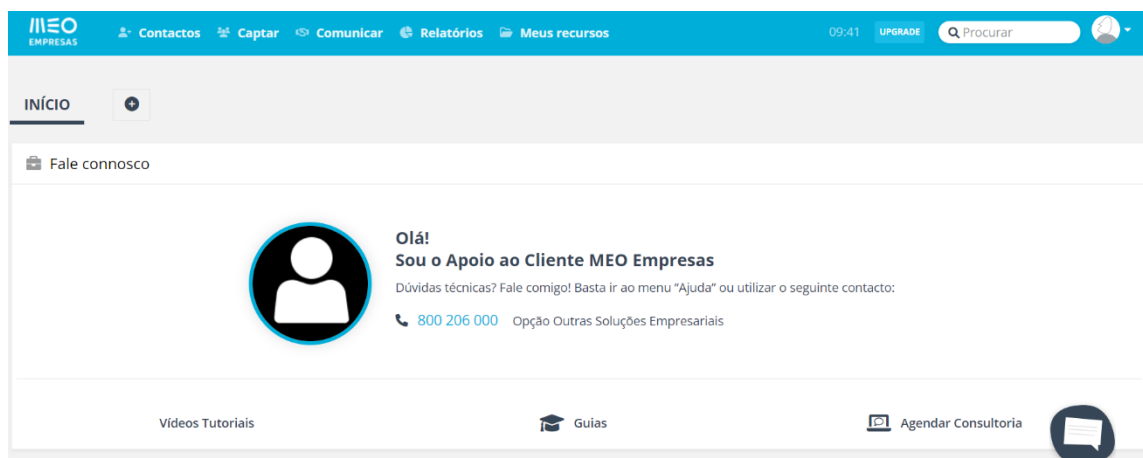 MEO
EMPRESAS
Contactos Captar Comunicar Relatórios Meus recursos 09:41 UPGRADE Procurar
INÍCIO
Fale connosco
Olá!
Sou o Apoio ao Cliente MEO Empresas
Dúvidas técnicas? Fale comigo! Basta ir ao menu “Ajuda” ou utilizar o seguinte contacto:
800 206 000 Opção Outras Soluções Empresariais
Vídeos Tutoriais Guias Agendar Consultoria